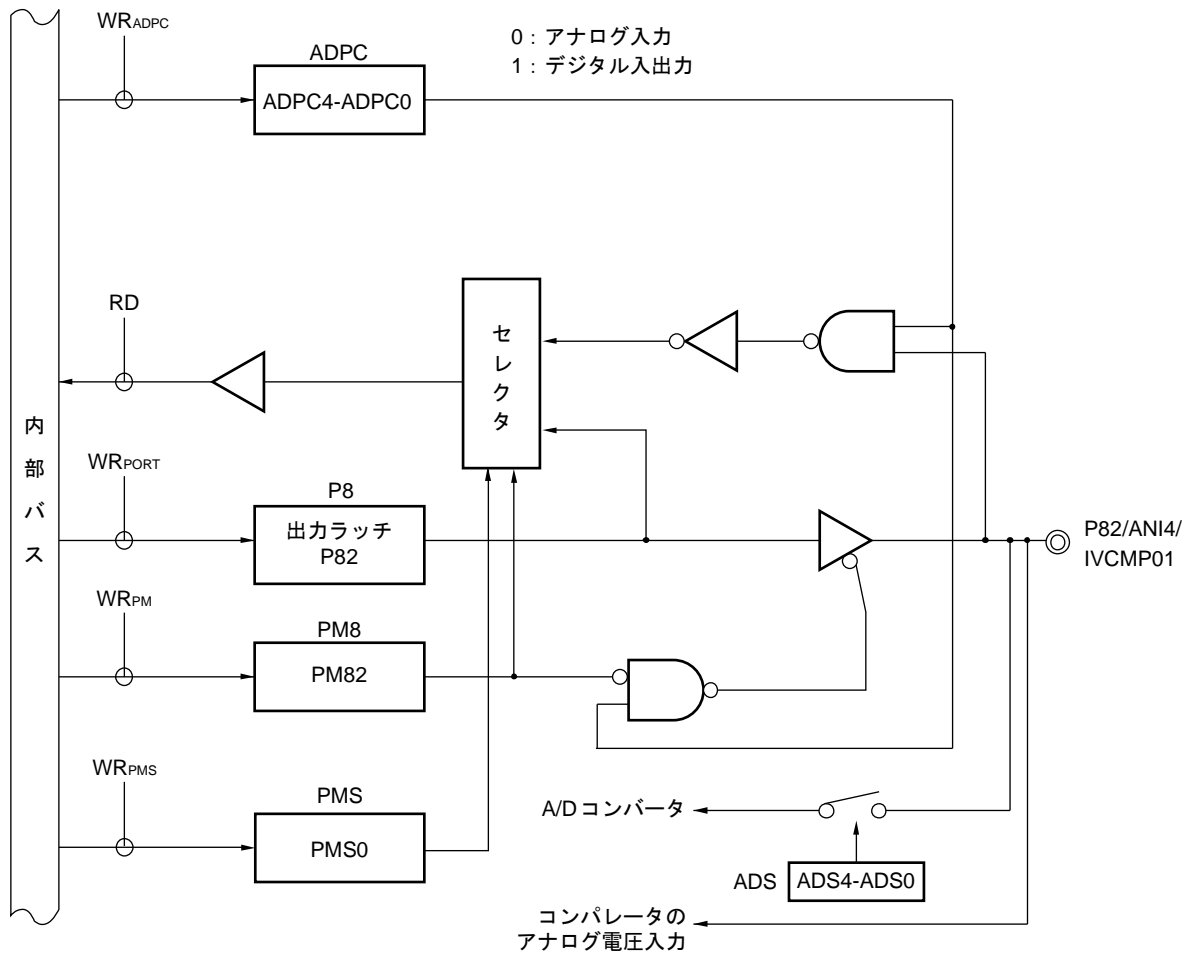 WRADPC
0：アナログ入力
1：デジタル入出力
ADPC
ADPC4-ADPC0
RD
セレクタ
内部バス
WRPORT
P8
出力ラッチ
P82
P82/ANI4/
IVCMP01
WRPM
PM8
PM82
WRPMS
PMS
PMS0
A/Dコンバータ
ADS
ADS4-ADS0
コンパレータの
アナログ電圧入力